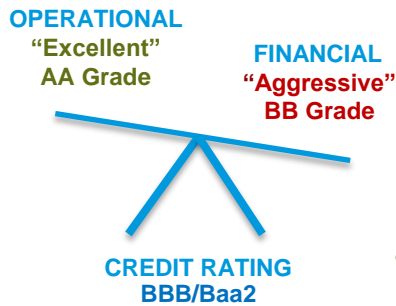 OPERATIONAL
“Excellent”
AA Grade
FINANCIAL
“Aggressive”
BB Grade
CREDIT RATING
BBB/Baa2